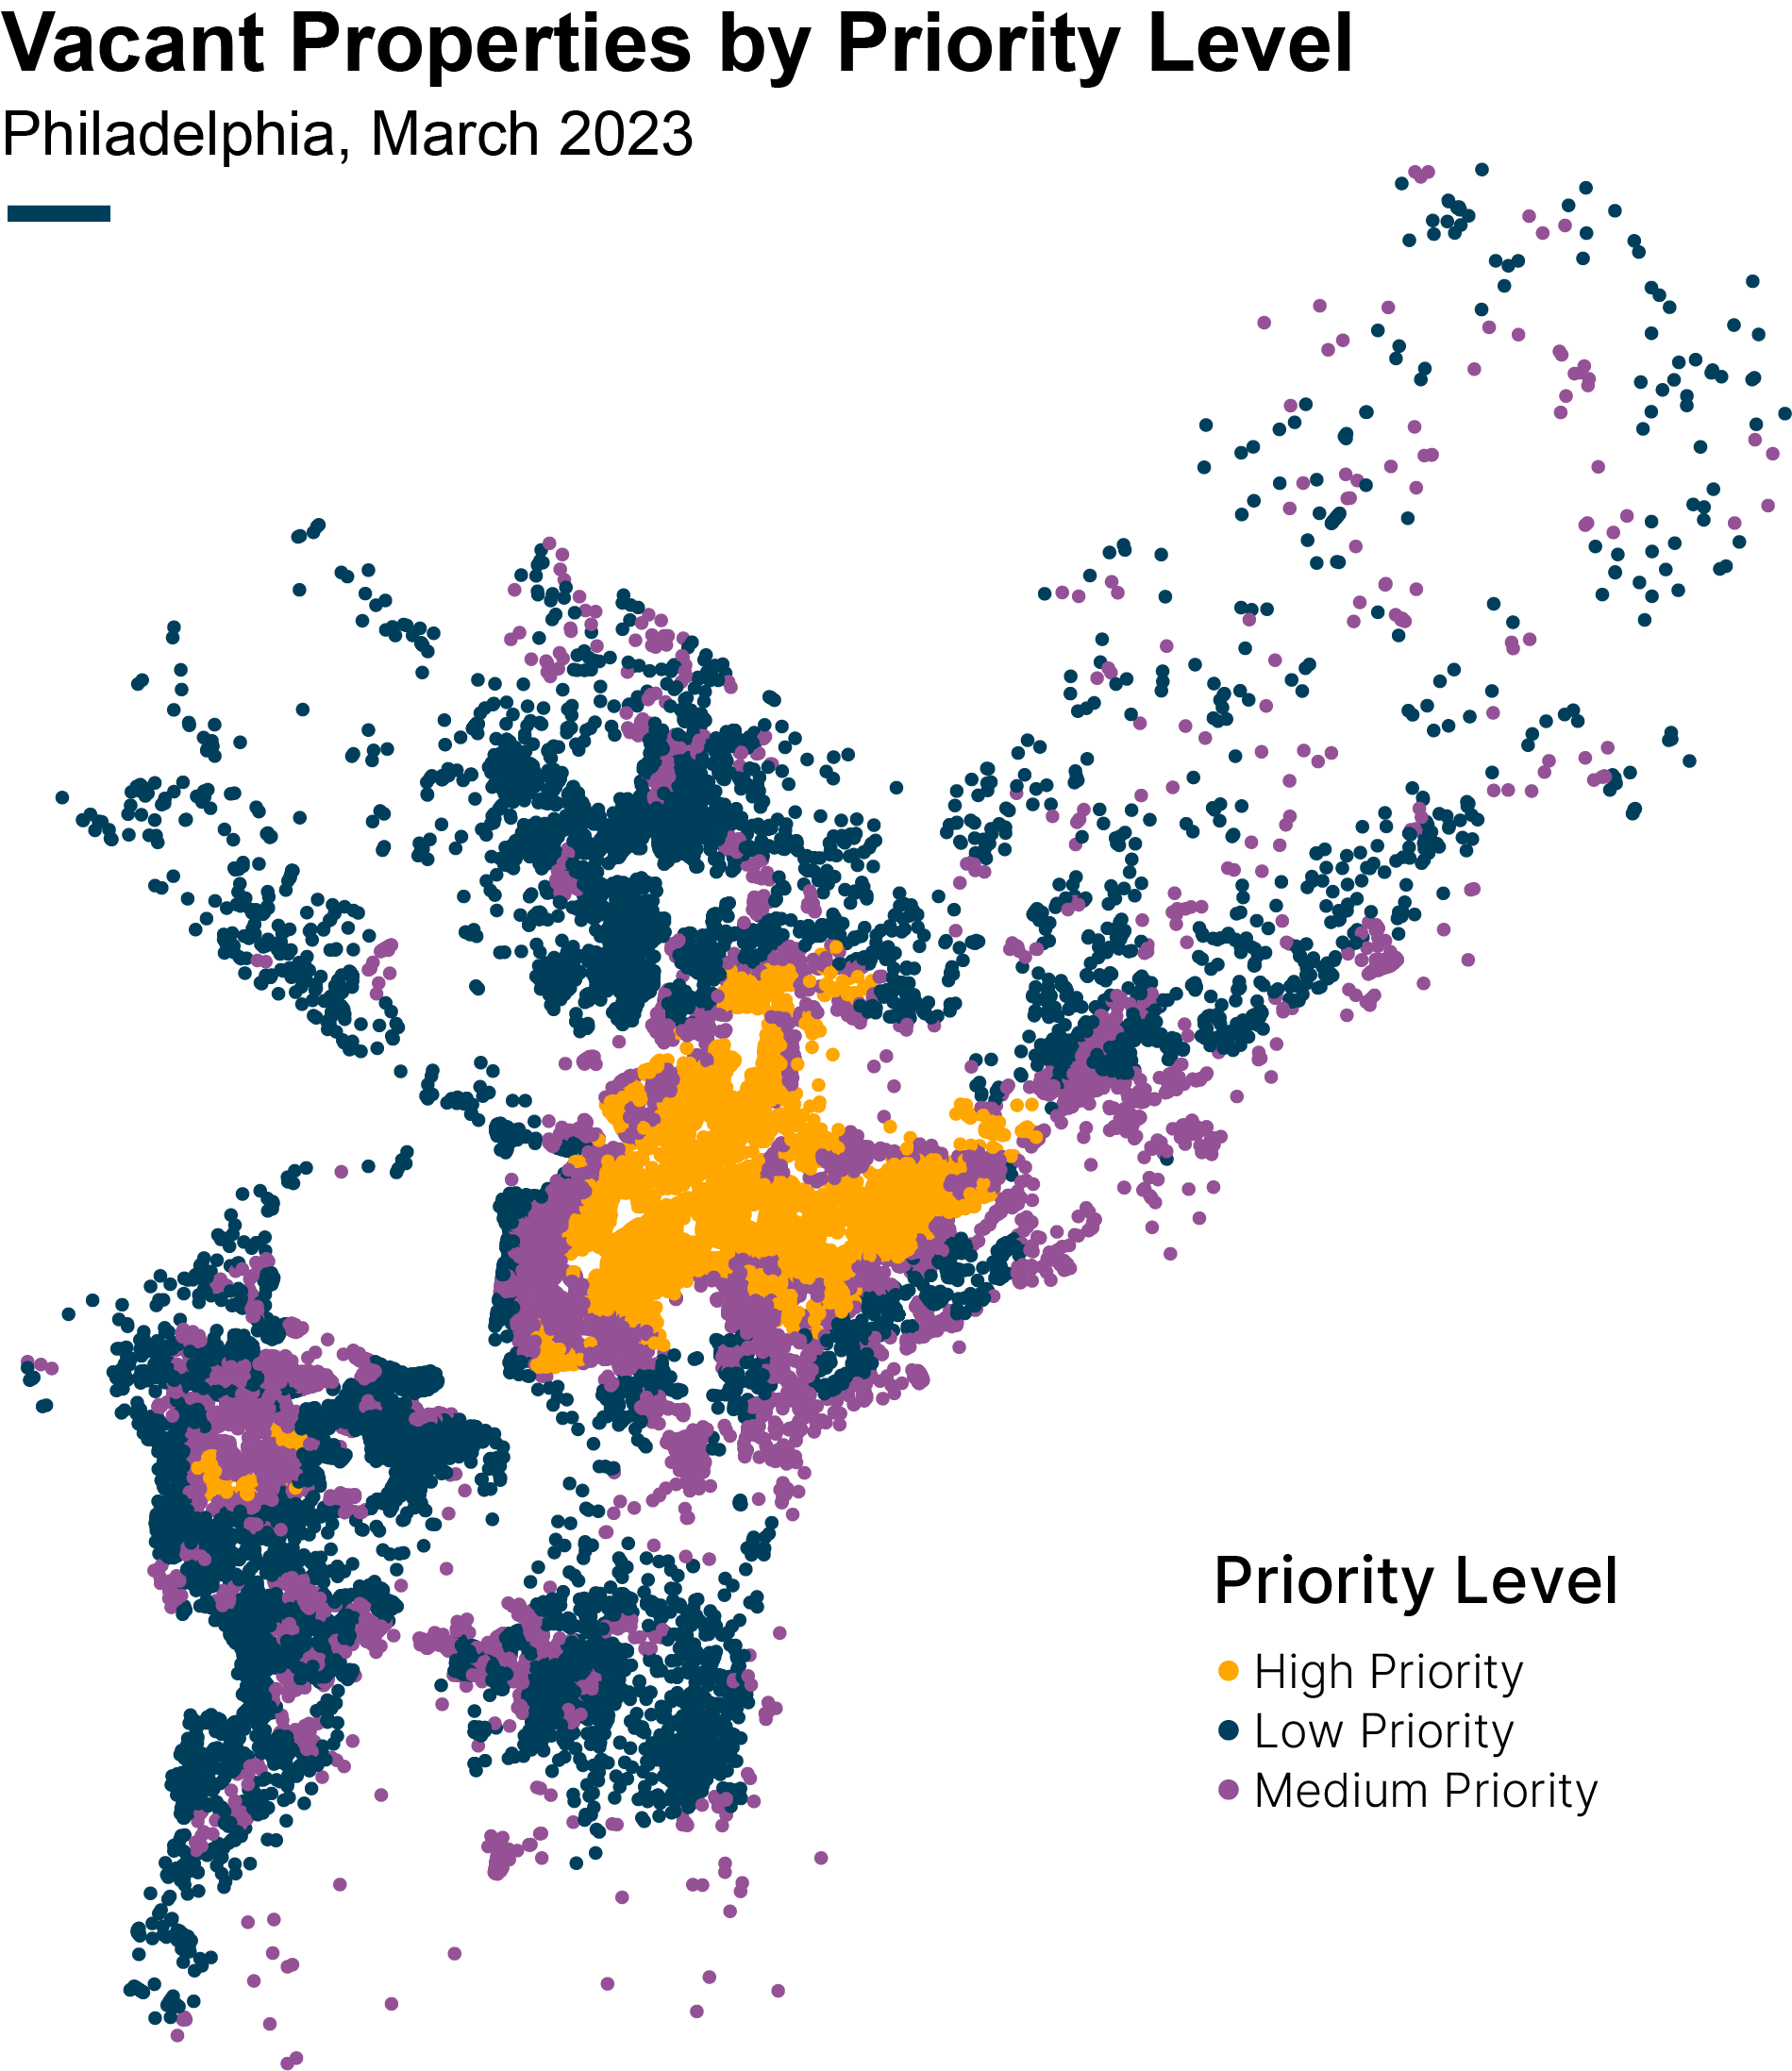 Vacant Properties by Priority Level
Philadelphia, March 2023
Priority Level
High Priority
Low Priority
Medium Priority